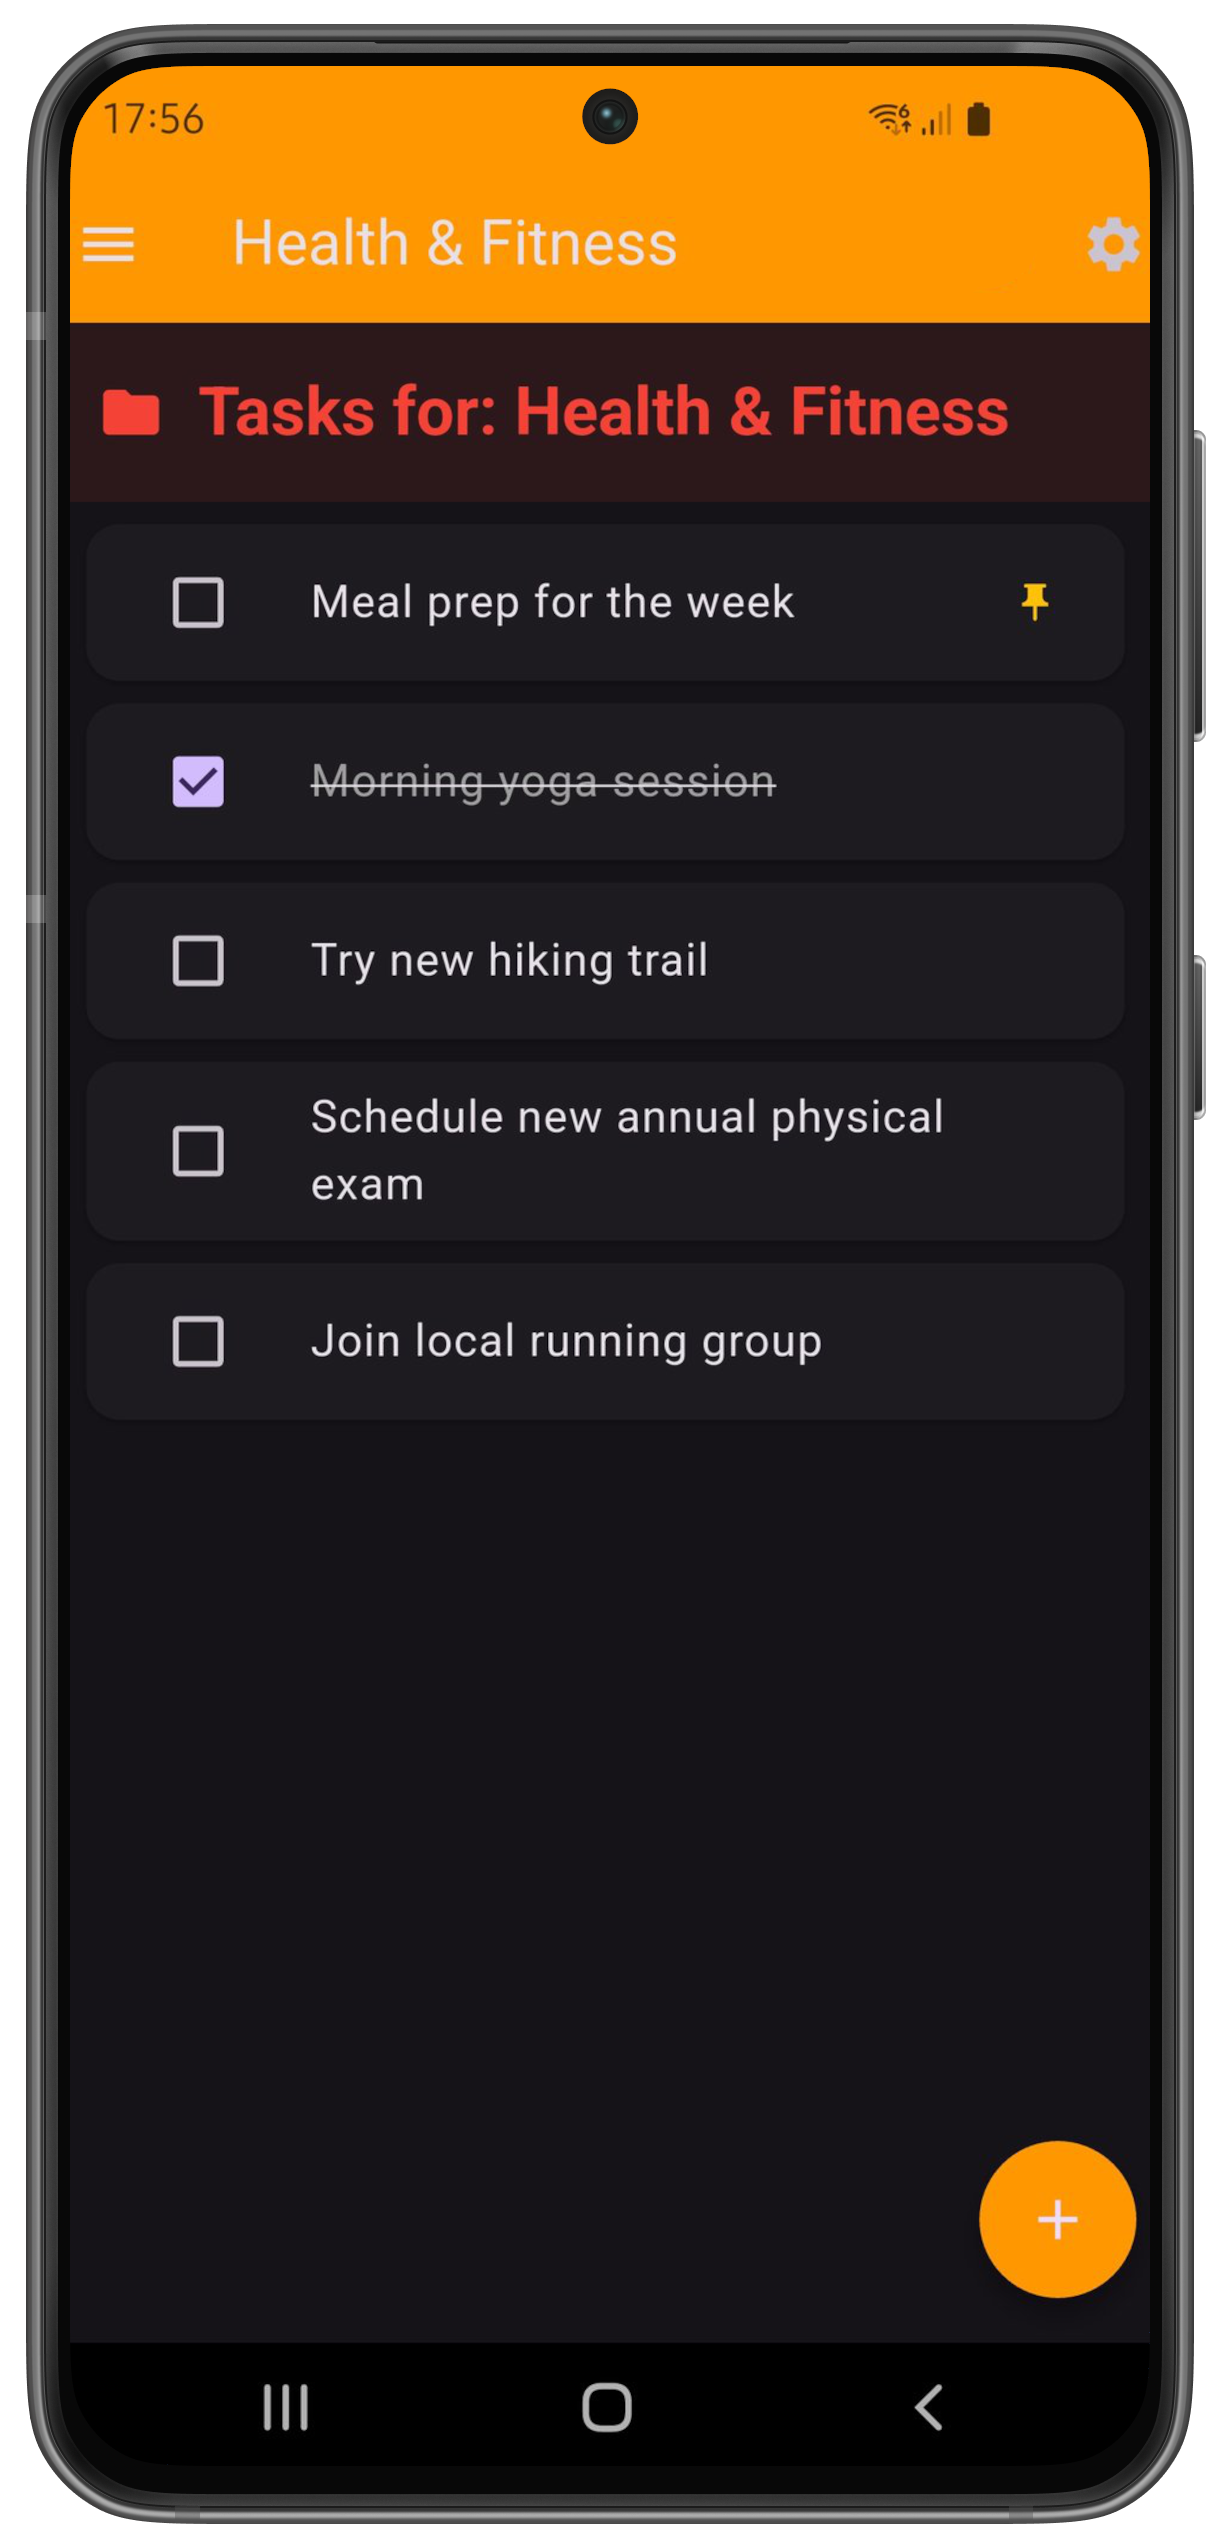 17:56
Health & Fitness
Tasks for: Health & Fitness
Meal prep for the week
Morning yoga session
Try new hiking trail
Schedule new annual physical
exam
Join local running group